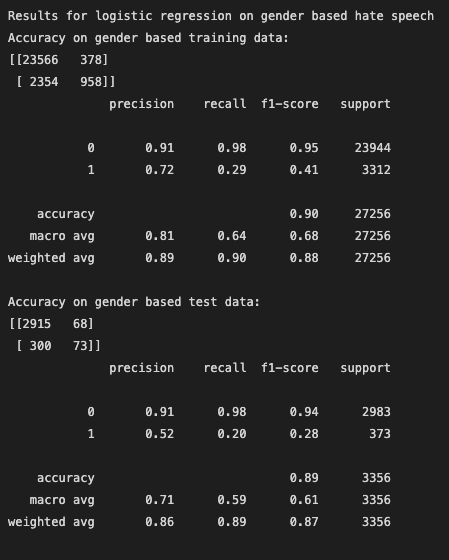 Results for logistic regression on gender based hate speech
Accuracy on gender based training data:
[[23566 378]
[ 2354 958]]
precision recall f1-score support
0 0.91 0.98 0.95 23944
1 0.72 0.29 0.41 3312
accuracy 0.90 27256
macro avg 0.81 0.64 0.68 27256
weighted avg 0.89 0.90 0.88 27256
Accuracy on gender based test data:
[[2915 68]
[ 300 73]]
precision recall f1-score support
0 0.91 0.98 0.94 2983
1 0.52 0.20 0.28 373
accuracy 0.89 3356
macro avg 0.71 0.59 0.61 3356
weighted avg 0.86 0.89 0.87 3356